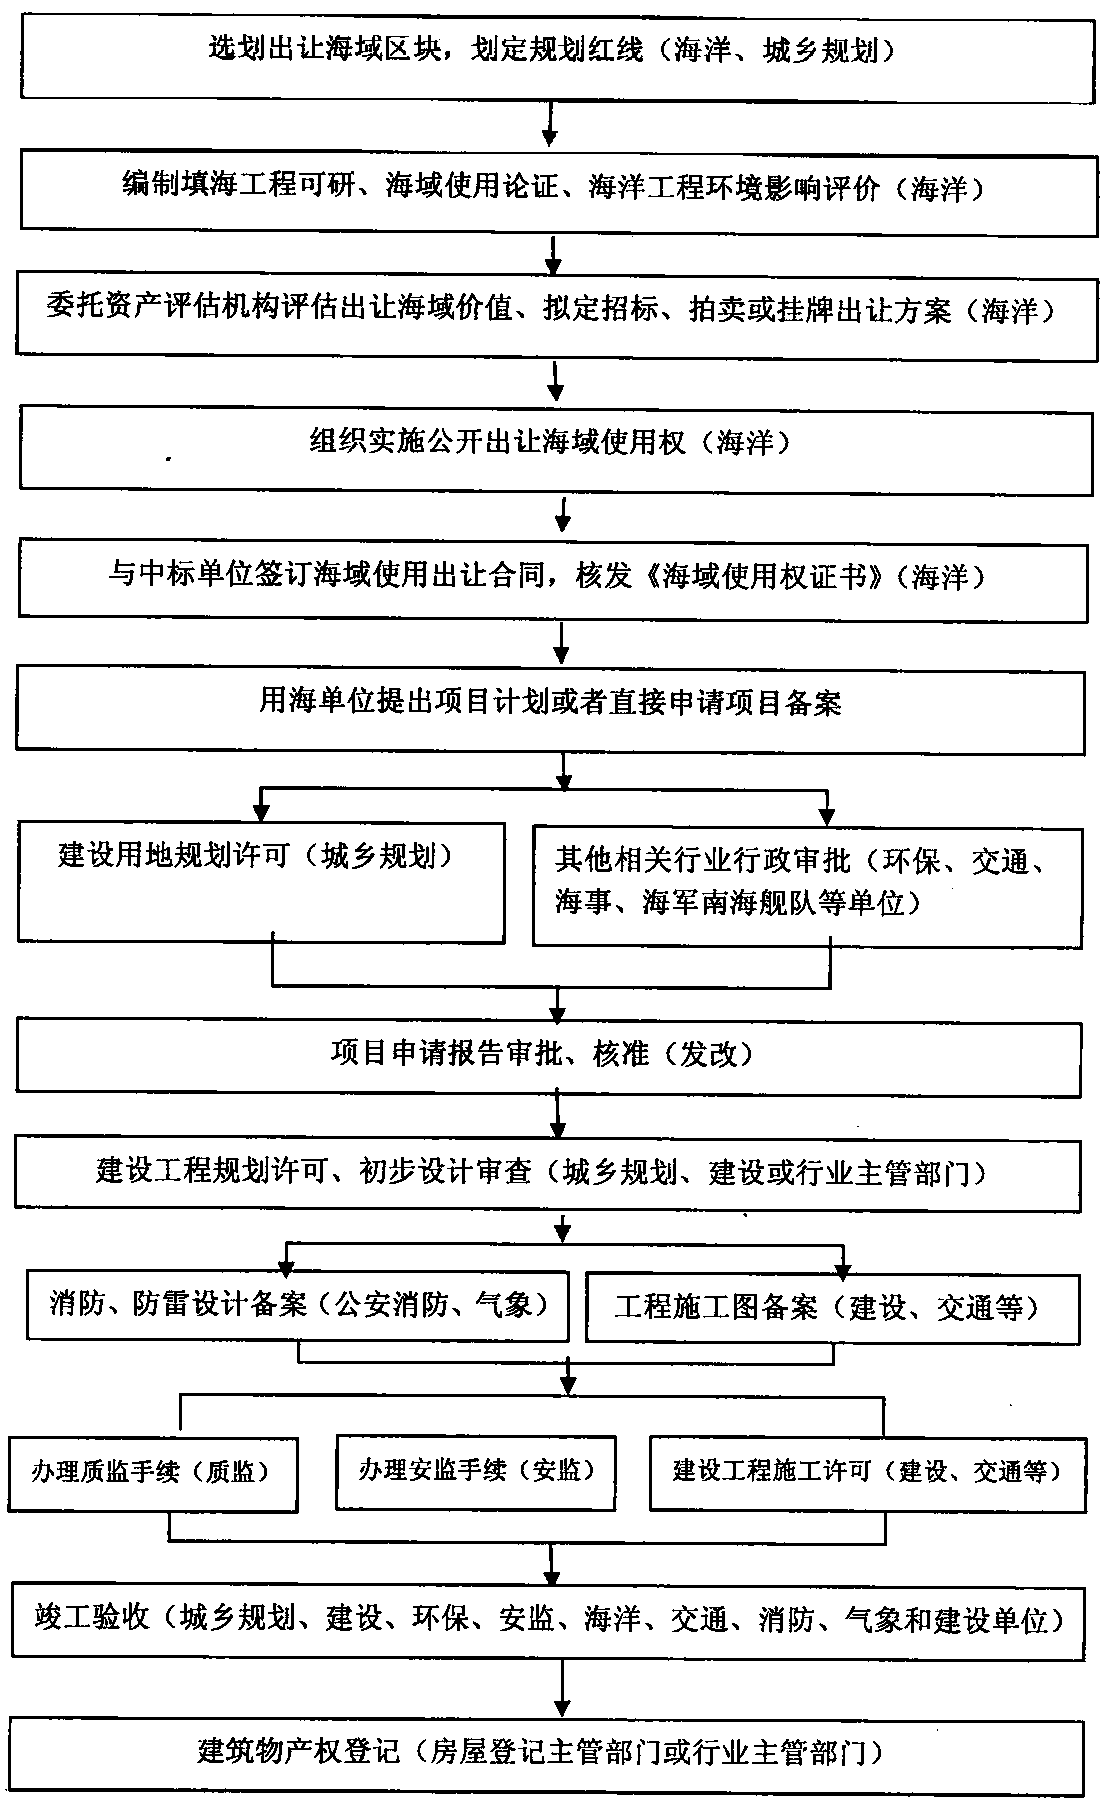 选划出让海域区块，划定规划红线（海洋、城乡规划）
编制填海工程可研、海域使用论证、海洋工程环境影响评价（海洋）
委托资产评估机构评估出让海域价值、拟定招标、拍卖或挂牌出让方案（海洋）
组织实施公开出让海域使用权（海洋）
与中标单位签订海域使用出让合同，核发《海域使用权证书》（海洋）
用海单位提出项目计划或者直接申请项目备案
建设用地规划许可（城乡规划）
其他相关行业行政审批（环保、交通、
海事、海军南海舰队等单位）
项目申请报告审批、核准（发改）
建设工程规划许可、初步设计审查（城乡规划、建设或行业主管部门）
消防、防雷设计备案（公安消防、气象）
工程施工图备案（建设、交通等）
办理质监手续（质监）
办理安监手续（安监）
建设工程施工许可（建设、交通等）
竣工验收（城乡规划、建设、环保、安监、海洋、交通、消防、气象和建设单位）
建筑物产权登记（房屋登记主管部门或行业主管部门）